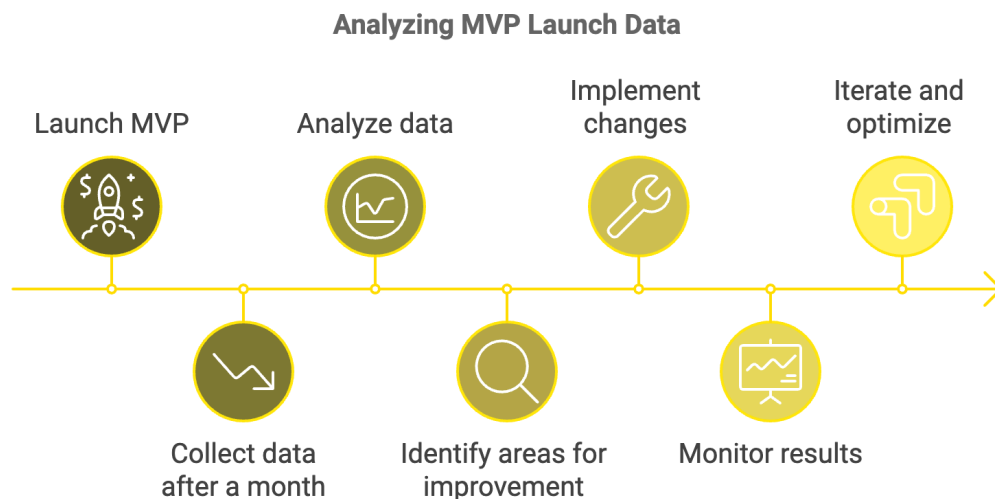 Analyzing MVP Launch Data
Launch MVP
Collect data
after a month
Analyze data
Identify areas for
improvement
Implement
changes
Monitor results
Iterate and
optimize
$
$